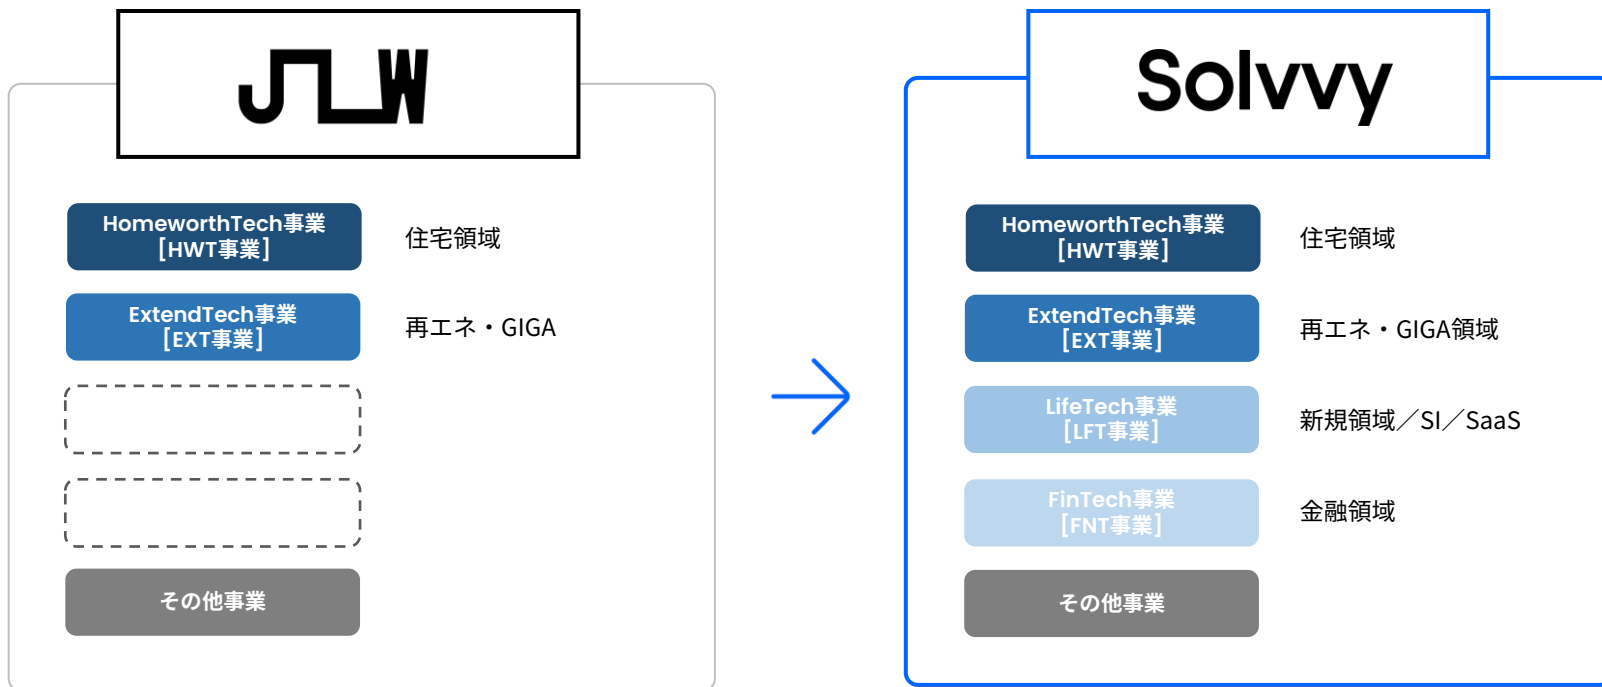 JLW
HomeworthTech事業
[HWT事業]
住宅領域
ExtendTech事業
[EXT事業]
再エネ・GIGA
その他事業
Solvvy
HomeworthTech事業
[HWT事業]
住宅領域
ExtendTech事業
[EXT事業]
再エネ・GIGA領域
LifeTech事業
[LFT事業]
新規領域／SI／SaaS
FinTech事業
[FNT事業]
金融領域
その他事業